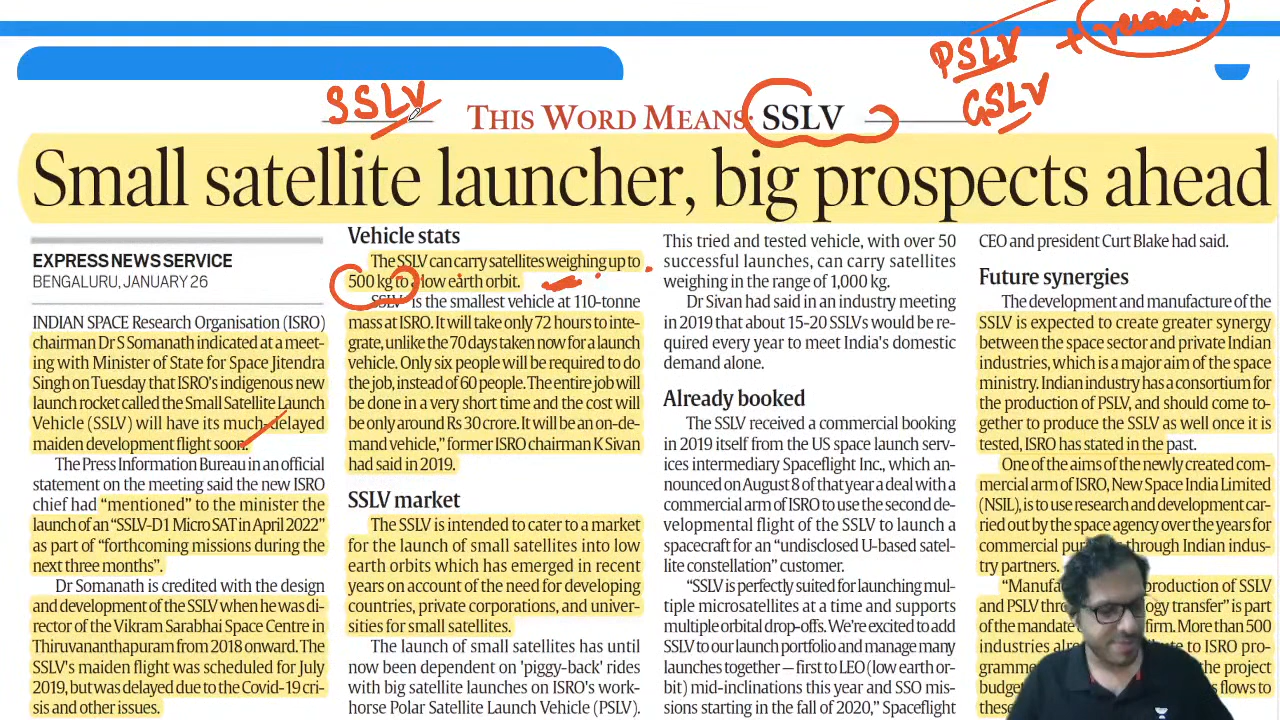 PSLV + version
SSLV
GSLV
THIS WORD MEANS: SSLV
Small satellite launcher, big prospects ahead
EXPRESS NEWS SERVICE
BENGALURU, JANUARY 26
INDIAN SPACE Research Organisation (ISRO)
chairman Dr S Somanath indicated at a meet-
ing with Minister of State for Space Jitendra
Singh on Tuesday that ISRO's indigenous new
launch rocket called the Small Satellite Launch
Vehicle (SSLV) will have its much-delayed
maiden development flight soon.
The Press Information Bureau in an official
statement on the meeting said the new ISRO
chief had "mentioned" to the minister the
launch of an "SSLV-D1 Micro SAT in April 2022"
as part of "forthcoming missions during the
next three months".
Dr Somanath is credited with the design
and development of the SSLV when he was di-
rector of the Vikram Sarabhai Space Centre in
Thiruvananthapuram from 2018 onward. The
SSLV's maiden flight was scheduled for July
2019, but was delayed due to the Covid-19 cri-
sis and other issues.
Vehicle stats
The SSLV can carry satellites weighing up to
500 kg to a low earth orbit.
SSLV is the smallest vehicle at 110-tonne
mass at ISRO. It will take only 72 hours to inte-
grate, unlike the 70 days taken now for a launch
vehicle. Only six people will be required to do
the job, instead of 60 people. The entire job will
be done in a very short time and the cost will
be only around Rs 30 crore. It will be an on-de-
mand vehicle," former ISRO chairman K Sivan
had said in 2019.
SSLV market
The SSLV is intended to cater to a market
for the launch of small satellites into low
earth orbits which has emerged in recent
years on account of the need for developing
countries, private corporations, and univer-
sities for small satellites.
The launch of small satellites has until
now been dependent on 'piggy-back' rides
with big satellite launches on ISRO's work-
horse Polar Satellite Launch Vehicle (PSLV).
This tried and tested vehicle, with over 50
successful launches, can carry satellites
weighing in the range of 1,000 kg.
Dr Sivan had said in an industry meeting
in 2019 that about 15-20 SSLVs would be re-
quired every year to meet India's domestic
demand alone.
Already booked
The SSLV received a commercial booking
in 2019 itself from the US space launch serv-
ices intermediary Spaceflight Inc., which an-
nounced on August 8 of that year a deal with a
commercial arm of ISRO to use the second de-
velopmental flight of the SSLV to launch a
spacecraft for an "undisclosed U-based satel-
lite constellation" customer.
"SSLV is perfectly suited for launching mul-
tiple microsatellites at a time and supports
multiple orbital drop-offs. We're excited to add
SSLV to our launch portfolio and manage many
launches together — first to LEO (low earth or-
bit) mid-inclinations this year and SSO mis-
sions starting in the fall of 2020," Spaceflight
CEO and president Curt Blake had said.
Future synergies
The development and manufacture of the
SSLV is expected to create greater synergy
between the space sector and private Indian
industries, which is a major aim of the space
ministry. Indian industry has a consortium for
the production of PSLV, and should come to-
gether to produce the SSLV as well once it is
tested, ISRO has stated in the past.
One of the aims of the newly created com-
mercial arm of ISRO, New Space India Limited
(NSIL), is to use research and development car-
ried out by the space agency over the years for
commercial through Indian indus-
try partners.
production of SSLV
and PSLV transfer" is part
of the mandate firm. More than 500
industries to ISRO pro-
the project
flows to